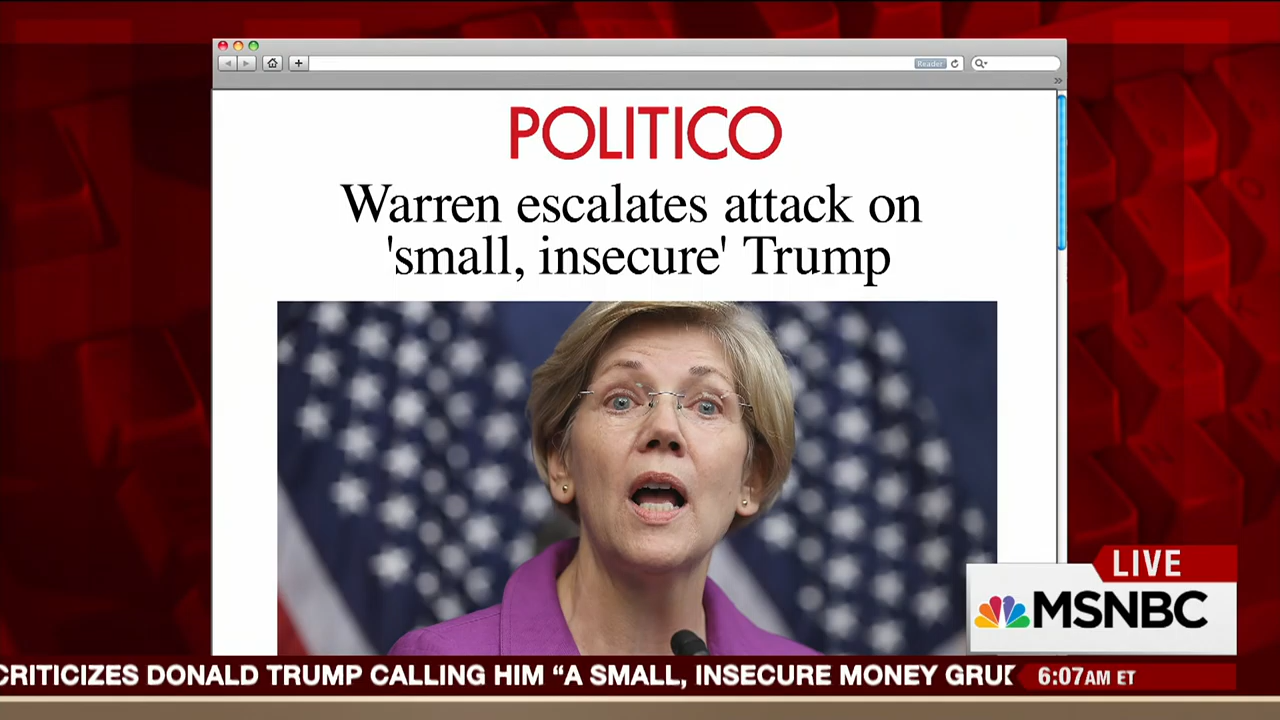 Reader
POLITICO
Warren escalates attack on
'small, insecure' Trump
LIVE
MSNBC
CRITICIZES DONALD TRUMP CALLING HIM “A SMALL, INSECURE MONEY
6:07AM ET